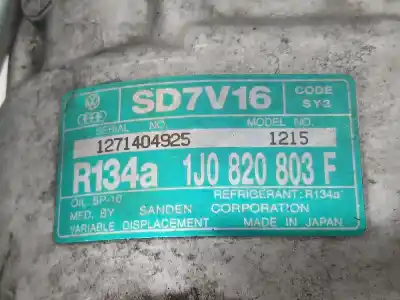 SD7V16
CODE
SY3
SERIAL NO.
MODEL NO.
1271404925
1215
R134a 1J0 820 803 F
OIL SP-10
REFRIGERANT: R134a
MFD. BY SANDEN CORPORATION
VARIABLE DISPLACEMENT MADE IN JAPAN